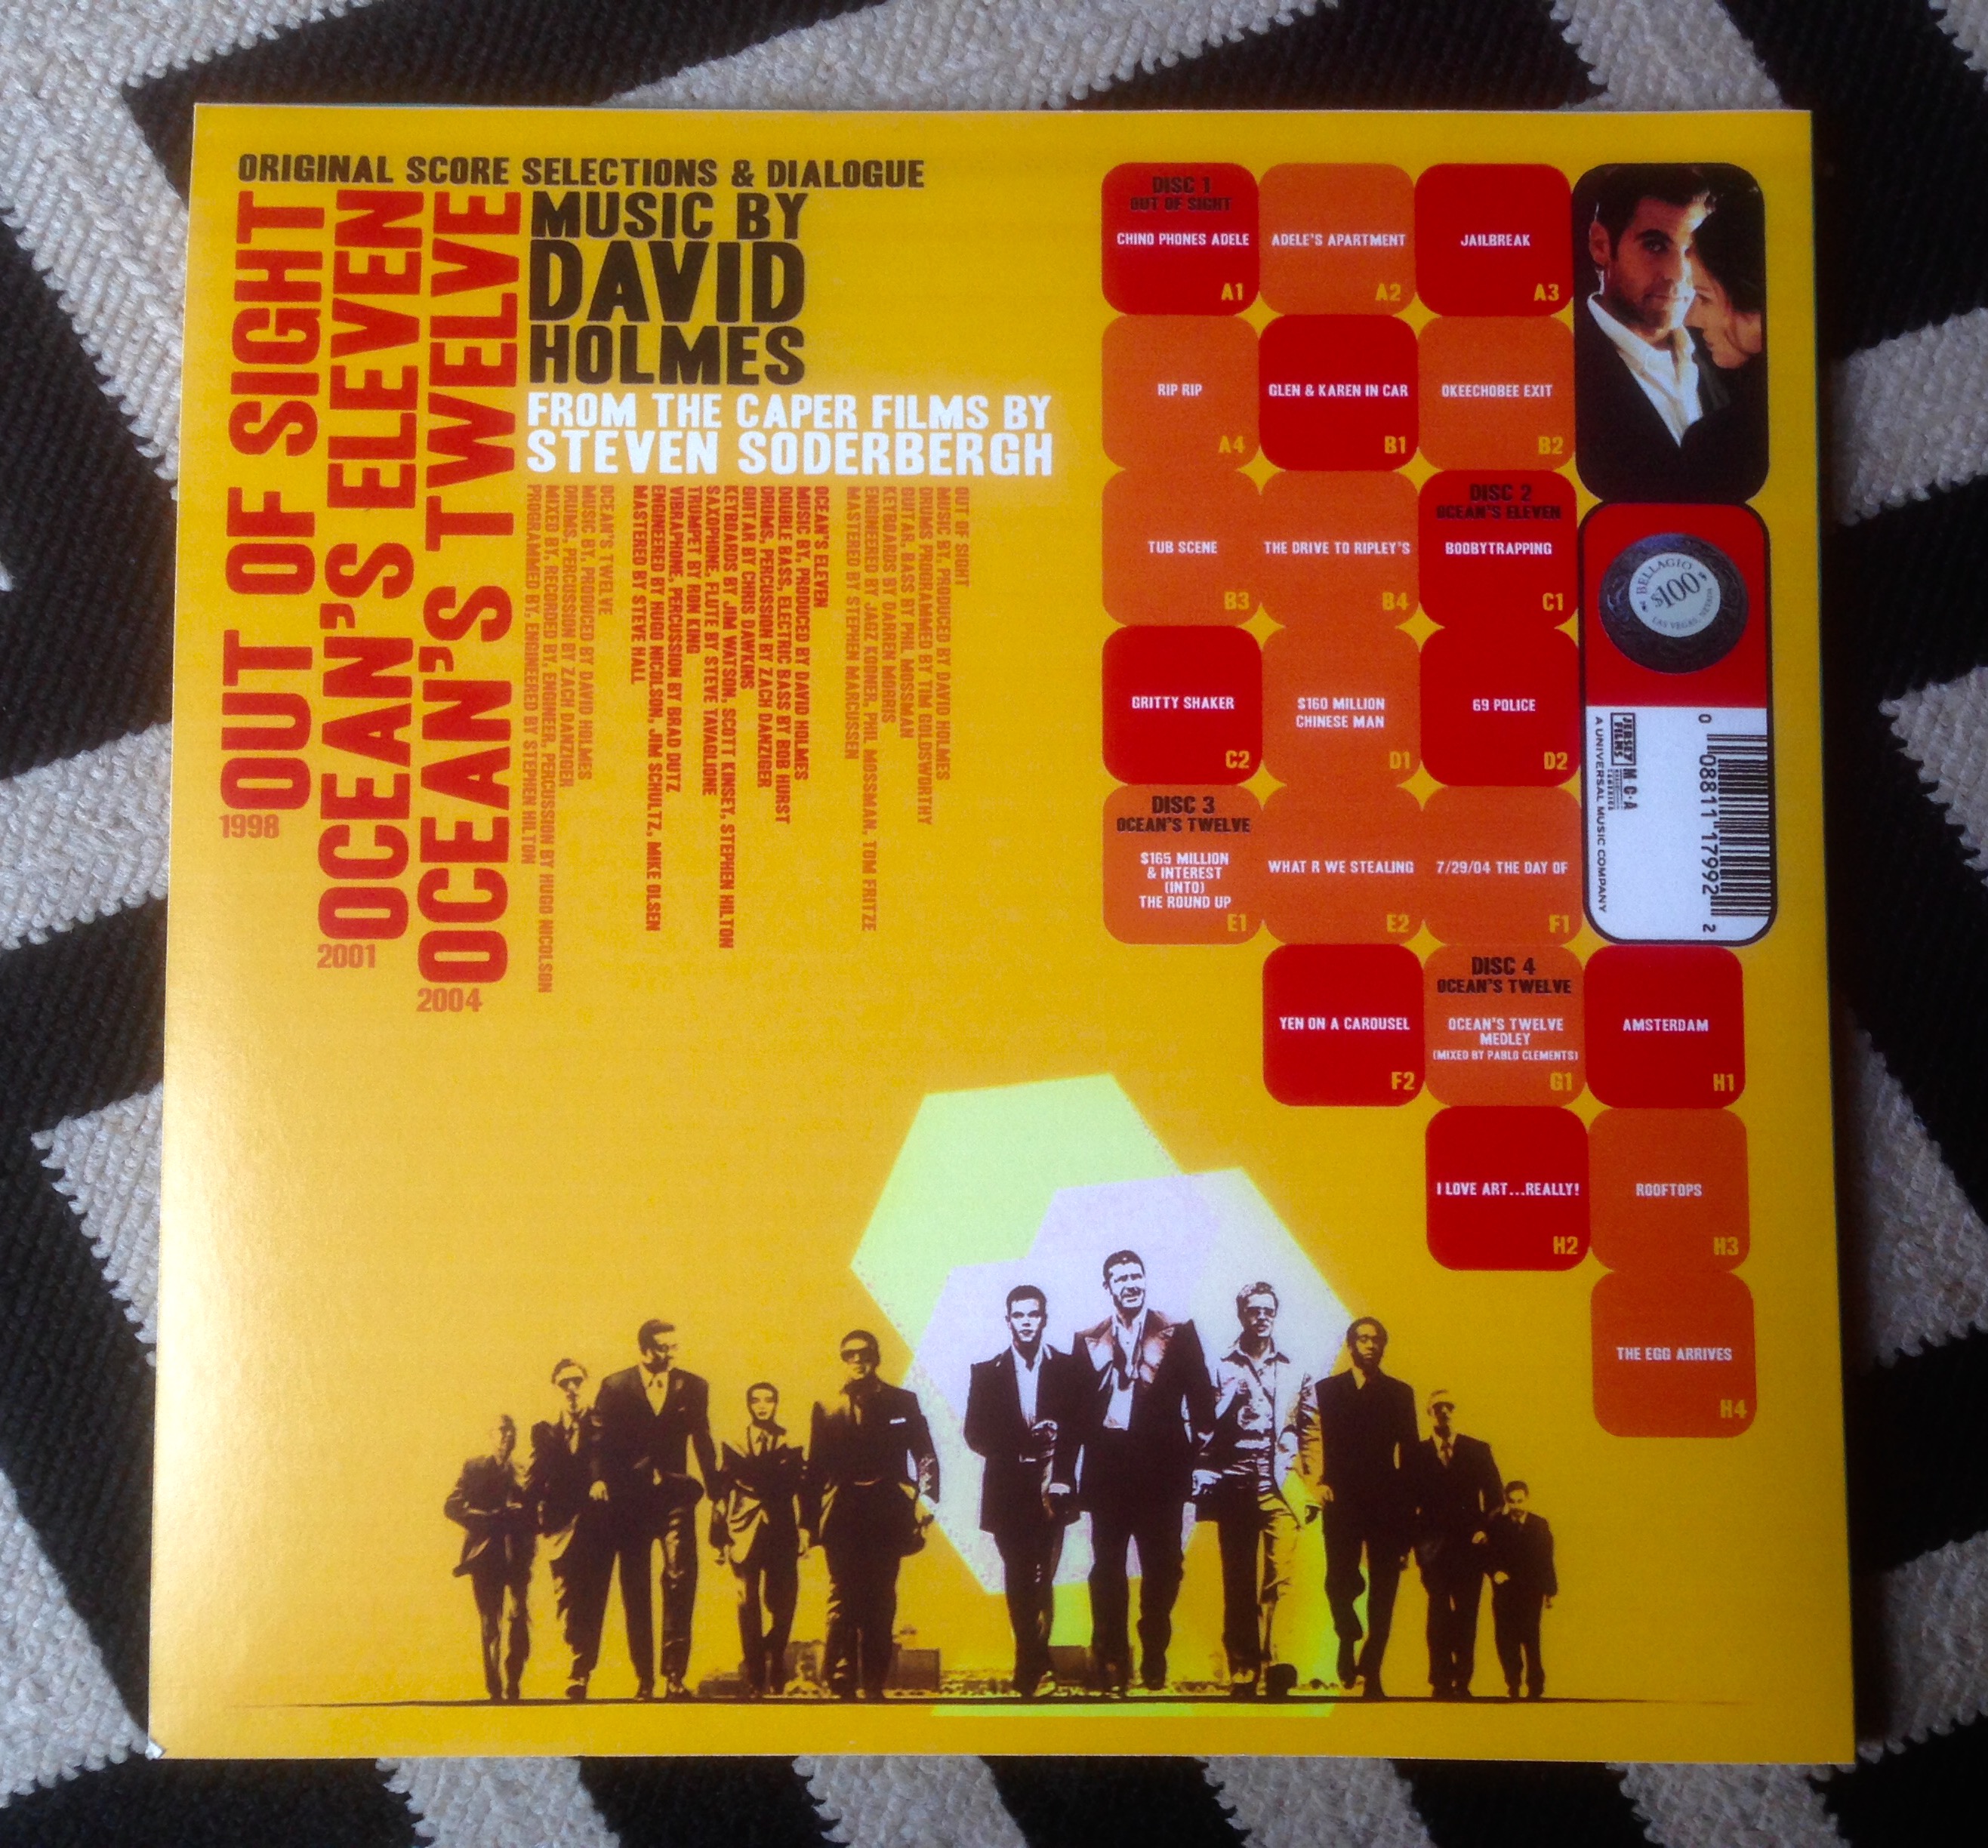 ORIGINAL SCORE SELECTIONS & DIALOGUE
OUT OF SIGHT
1998
OCEAN'S ELEVEN
2001
OCEAN'S TWELVE
2004
MUSIC BY
DAVID
HOLMES
FROM THE CAPER FILMS BY
STEVEN SODERBERGH
OUT OF SIGHT
MUSIC BY, PRODUCED BY DAVID HOLMES
DRUMS PROGRAMMED BY TIM GOLDSWORTHY
GUITAR, BASS BY PHIL MOSSMAN
KEYBOARDS BY DARREN MORRIS
ENGINEERED BY JAGZ KOONER, PHIL MOSSMAN, TOM FRITZE
MASTERED BY STEPHEN MARCUSSEN
OCEAN'S ELEVEN
MUSIC BY, PRODUCED BY DAVID HOLMES
DOBLE BASS, ELECTRIC BASS BY BOB HURST
DRUMS, PERCUSSION BY ZACH DANZIGER
GUITAR BY CHRIS DAWKINS
KEYBOARDS BY JIM WATSON, SCOTT KINSEY, STEPHEN HILTON
SAXOPHONE, FLUTE BY STEVE TAVAGLIONE
TRUMPET BY RON KING
VIBRAPHONE, PERCUSSION BY BRAD DUTZ
ENGINEERED BY HUGO NICOLSON, JIM SCHULTZ, MIKE OLSEN
MASTERED BY STEVE HALL
OCEAN'S TWELVE
MUSIC BY, PRODUCED BY DAVID HOLMES
DRUMS, PERCUSSION BY ZACH DANZIGER
MIXED BY, RECORDED BY, ENGINEER, PERCUSSION BY HUGO NICOLSON
PROGRAMMED BY, ENGINEERED BY STEPHEN HILTON
DISC 1
OUT OF SIGHT
CHINO PHONES ADELE
A1
ADELE'S APARTMENT
A2
JAILBREAK
A3
RIP RIP
A4
GLEN & KAREN IN CAR
B1
OKEECHOBEE EXIT
B2
TUB SCENE
B3
THE DRIVE TO RIPLEY'S
B4
DISC 2
OCEAN'S ELEVEN
BOOBYTRAPPING
C1
GRITTY SHAKER
C2
$160 MILLION
CHINESE MAN
D1
69 POLICE
D2
DISC 3
OCEAN'S TWELVE
$165 MILLION
& INTEREST
(INTO)
THE ROUND UP
E1
WHAT R WE STEALING
E2
7/29/04 THE DAY OF
F1
YEN ON A CAROUSEL
F2
DISC 4
OCEAN'S TWELVE
OCEAN'S TWELVE
MEDLEY
(MIXED BY PABLO CLEMENTS)
G1
AMSTERDAM
H1
I LOVE ART...REALLY!
H2
ROOFTOPS
H3
THE EGG ARRIVES
H4
BELLAGIO
$100
LAS VEGAS, NEVADA
0 08811 17992 2
JERSEY
FILMS
M C A
A UNIVERSAL MUSIC COMPANY